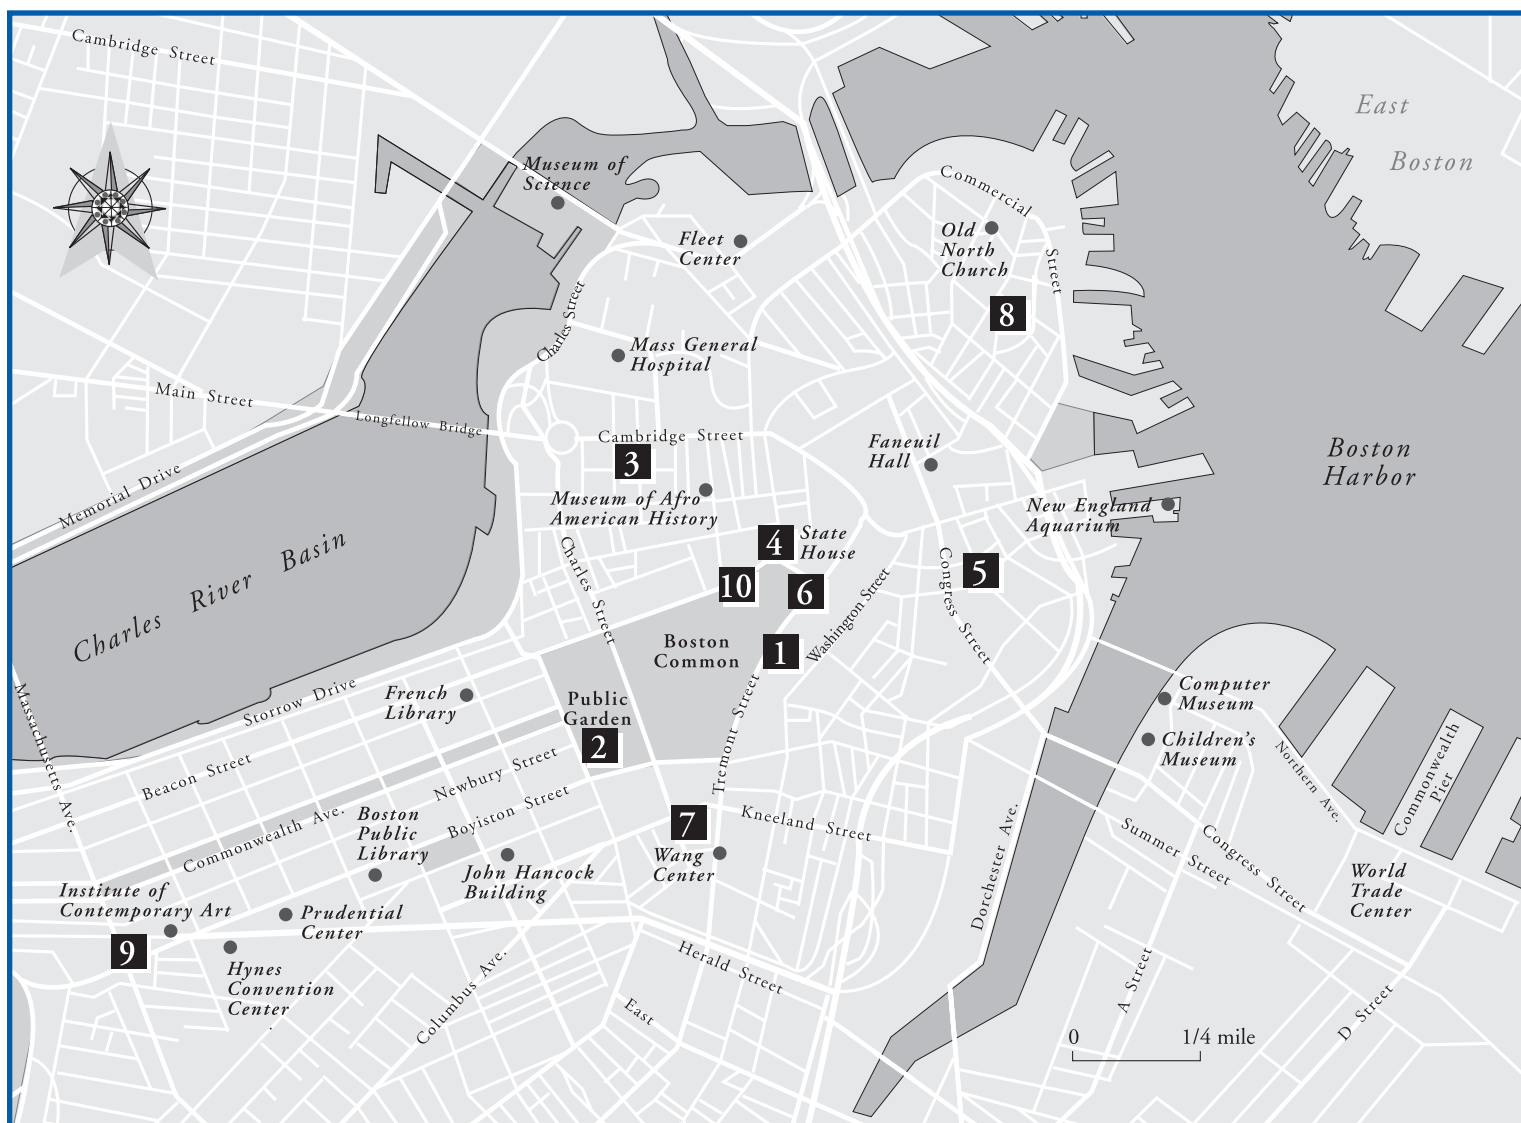 Cambridge Street
East
Boston
Museum of
Science
Commercial
Street
Old
North
Church
Fleet
Center
8
Charles Street
Mass General
Hospital
Main Street
Longfellow Bridge
Cambridge Street
3
Faneuil
Hall
Boston
Harbor
Memorial Drive
Museum of Afro
American History
New England
Aquarium
4
State
House
Charles River Basin
Charles Street
10
6
5
Congress Street
Washington Street
Boston
Common
1
Massachusetts Ave.
Storrow Drive
French
Library
Public
Garden
2
Tremont Street
Computer
Museum
Children's
Museum
Northern Ave.
Commonwealth
Pier
Beacon Street
Newbury Street
Commonwealth Ave.
Boston
Public
Library
Boylston Street
7
Kneeland Street
Wang
Center
John Hancock
Building
Dorchester Ave.
Summer Street
Congress Street
World
Trade
Center
Institute of
Contemporary Art
Prudential
Center
9
Hynes
Convention
Center
Columbus Ave.
Herald Street
East
A Street
D Street
0 1/4 mile